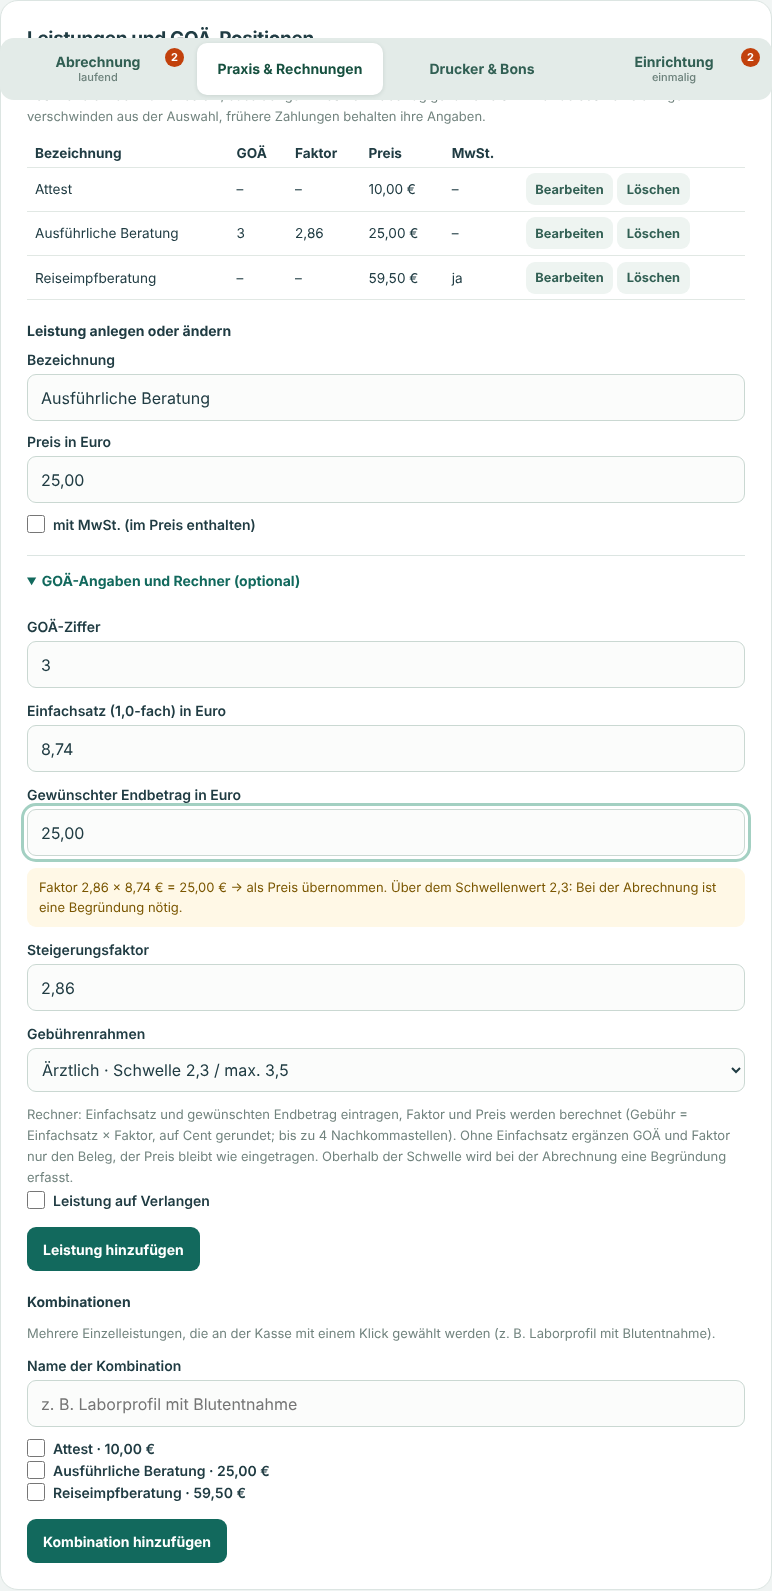 Leistungen und GOÄ-Positionen
Abrechnung
laufend
2
Praxis & Rechnungen
Drucker & Bons
Einrichtung
einmalig
2
verschwinden aus der Auswahl, frühere Zahlungen behalten ihre Angaben.
Bezeichnung GOÄ Faktor Preis MwSt.
Attest – – 10,00 € – Bearbeiten Löschen
Ausführliche Beratung 3 2,86 25,00 € – Bearbeiten Löschen
Reiseimpfberatung – – 59,50 € ja Bearbeiten Löschen
Leistung anlegen oder ändern
Bezeichnung
Ausführliche Beratung
Preis in Euro
25,00
mit MwSt. (im Preis enthalten)
▼ GOÄ-Angaben und Rechner (optional)
GOÄ-Ziffer
3
Einfachsatz (1,0-fach) in Euro
8,74
Gewünschter Endbetrag in Euro
25,00
Faktor 2,86 × 8,74 € = 25,00 € → als Preis übernommen. Über dem Schwellenwert 2,3: Bei der Abrechnung ist
eine Begründung nötig.
Steigerungsfaktor
2,86
Gebührenrahmen
Ärztlich · Schwelle 2,3 / max. 3,5
Rechner: Einfachsatz und gewünschten Endbetrag eintragen, Faktor und Preis werden berechnet (Gebühr =
Einfachsatz × Faktor, auf Cent gerundet; bis zu 4 Nachkommastellen). Ohne Einfachsatz ergänzen GOÄ und Faktor
nur den Beleg, der Preis bleibt wie eingetragen. Oberhalb der Schwelle wird bei der Abrechnung eine Begründung
erfasst.
Leistung auf Verlangen
Leistung hinzufügen
Kombinationen
Mehrere Einzelleistungen, die an der Kasse mit einem Klick gewählt werden (z. B. Laborprofil mit Blutentnahme).
Name der Kombination
z. B. Laborprofil mit Blutentnahme
Attest · 10,00 €
Ausführliche Beratung · 25,00 €
Reiseimpfberatung · 59,50 €
Kombination hinzufügen